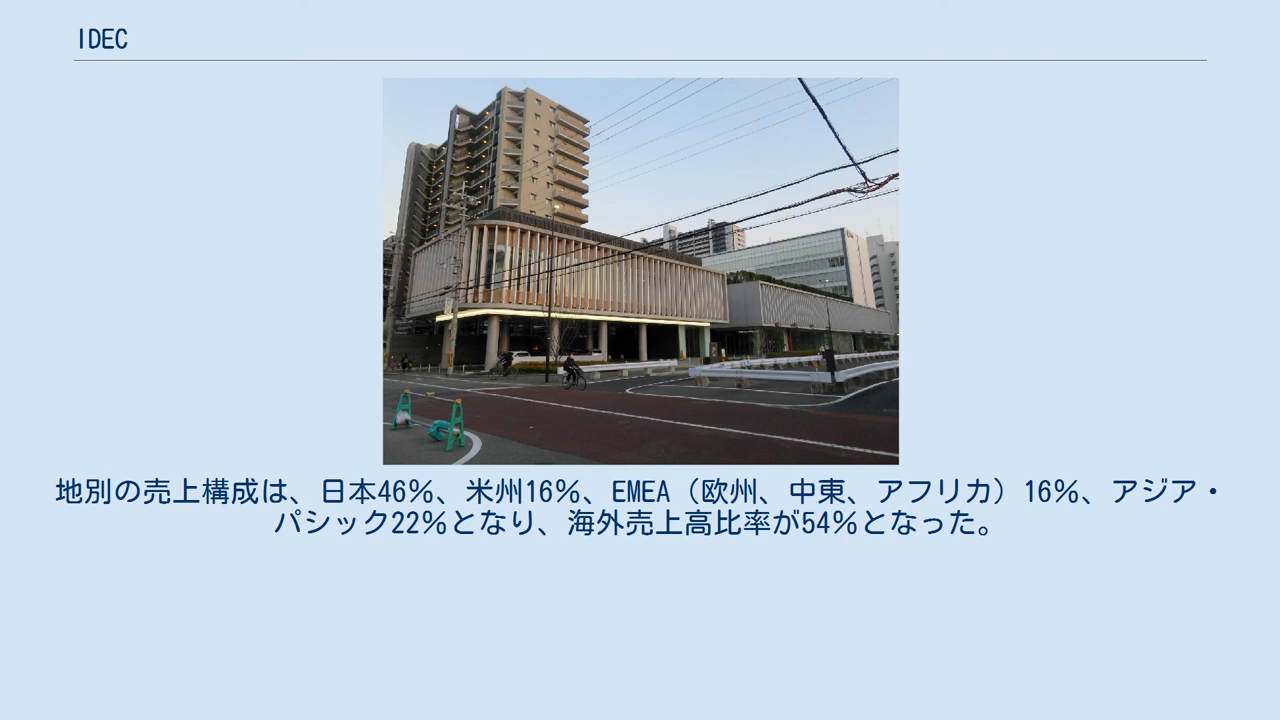 IDEC
地別の売上構成は、日本46%、米州16%、EMEA（欧州、中東、アフリカ）16%、アジア・
パシック22%となり、海外売上高比率が54%となった。